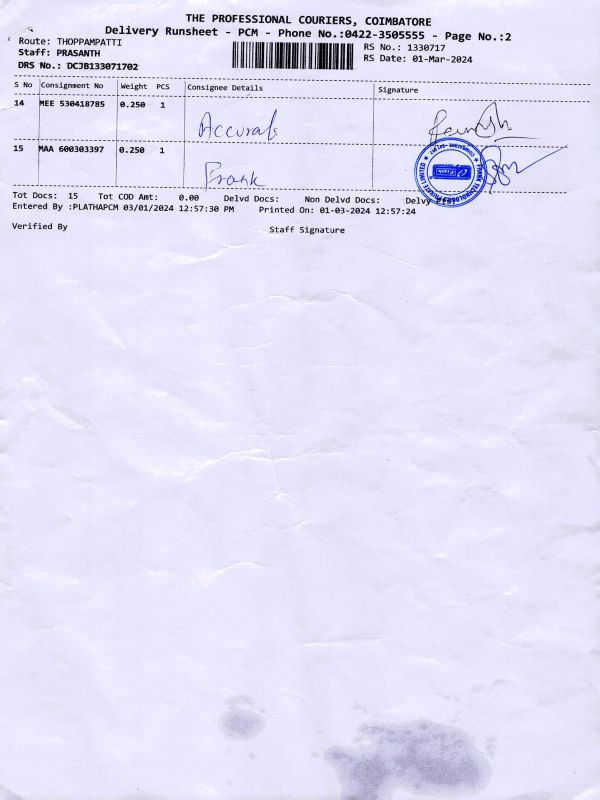 THE PROFESSIONAL COURIERS, COIMBATORE
Delivery Runsheet - PCM - Phone No.:0422-3505555 - Page No.:2
Route: THOPPAMPATTI
RS No.: 1330717
Staff: PRASANTH
RS Date: 01-Mar-2024
DRS No.: DCJB133071702
S No Consignment No Weight PCS Consignee Details Signature
14 MEE 530418785 0.250 1
Accurate
15 MAA 600303397 0.250 1
Frank
Tot Docs: 15 Tot COD Amt: 0.00 Delvd Docs: Non Delvd Docs: Delvy
Entered By :PLATHAPCM 03/01/2024 12:57:30 PM Printed On: 01-03-2024 12:57:24
Verified By Staff Signature